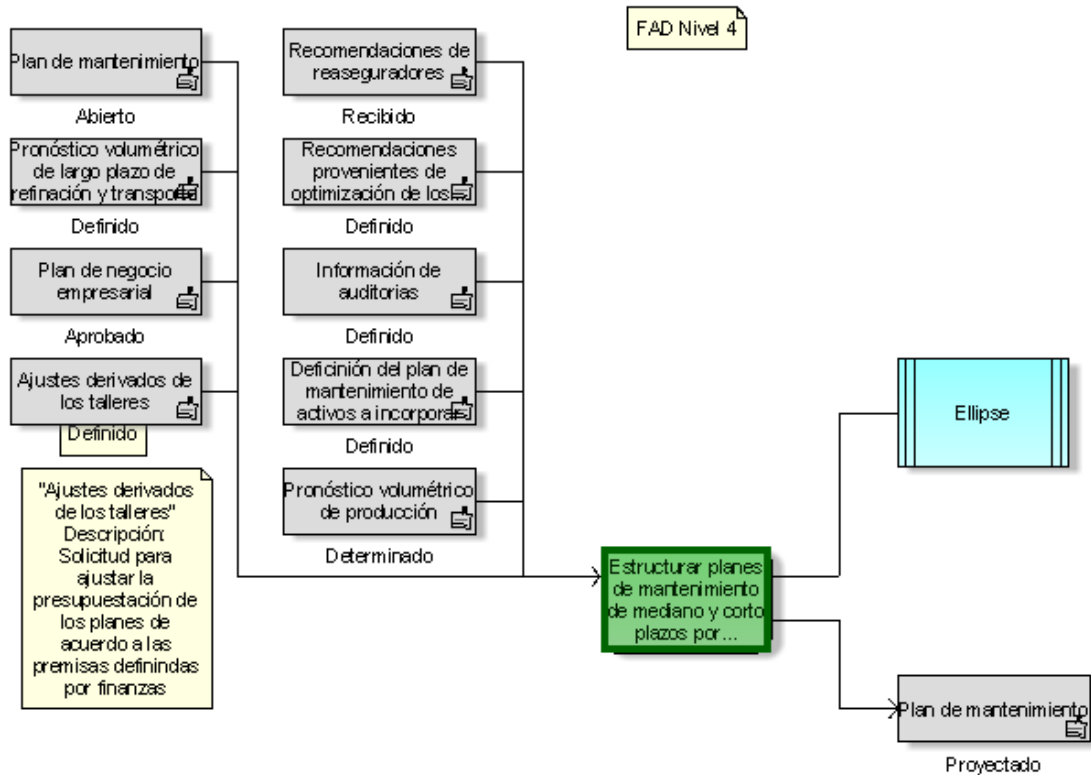 FAD Nivel 4
Plan de mantenimiento
Abierto
Pronóstico volumétrico
de largo plazo de
refinación y transporte
Definido
Plan de negocio
empresarial
Aprobado
Ajustes derivados de
los talleres
Definido
"Ajustes derivados
de los talleres"
Descripción:
Solicitud para
ajustar la
presupuestación de
los planes de
acuerdo a las
premisas definindas
por finanzas
Recomendaciones de
reaseguradores
Recibido
Recomendaciones
provenientes de
optimización de los
Definido
Información de
auditorias
Definido
Deficinión del plan de
mantenimiento de
activos a incorporar
Definido
Pronóstico volumétrico
de producción
Determinado
Estructurar planes
de mantenimiento
de mediano y corto
plazos por...
Ellipse
Plan de mantenimiento
Proyectado